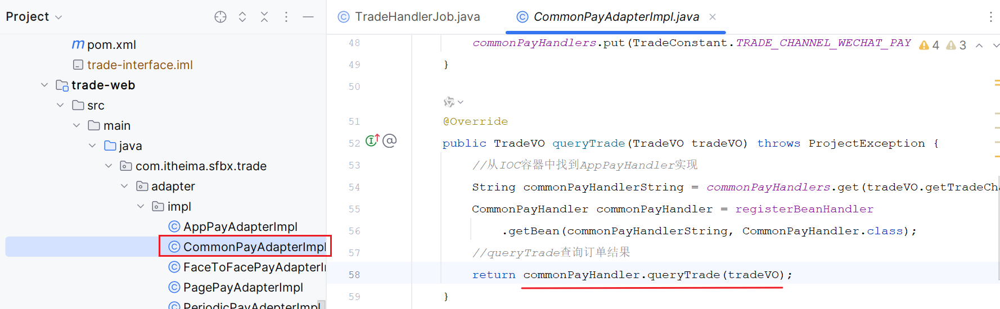 Project
pom.xml
trade-interface.iml
trade-web
src
main
java
com.itheima.sfbx.trade
adapter
impl
AppPayAdapterImpl
CommonPayAdapterImpl
FaceToFacePayAdapterI
PagePayAdapterImpl
PeriodicPayAdepterImpl
TradeHandlerJob.java
CommonPayAdapterImpl.java
48 commonPayHandlers.put(TradeConstant.TRADE_CHANNEL_WECHAT_PAY
4 3
49 }
50
51 @Override
52 public TradeVO queryTrade(TradeVO tradeVO) throws ProjectException {
53 //从IOC容器中找到AppPayHandler实现
54 String commonPayHandlerString = commonPayHandlers.get(tradeVO.getTradeCha
55 CommonPayHandler commonPayHandler = registerBeanHandler
56 .getBean(commonPayHandlerString, CommonPayHandler.class);
57 //queryTrade查询订单结果
58 return commonPayHandler.queryTrade(tradeVO);
59 }